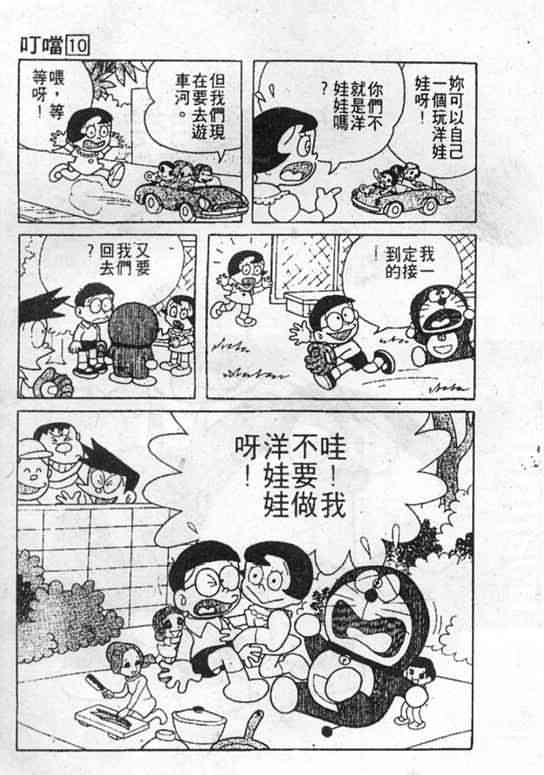 叮噹10
妳可以自己
一個玩洋娃
娃呀！
你們不
就是洋
娃娃嗎
？
但我們現
在要去遊
車河。
喂，等
等呀！
我一
定接
到的
！
又要
我們
回去
？
哇！我
不要做
洋娃娃
呀！